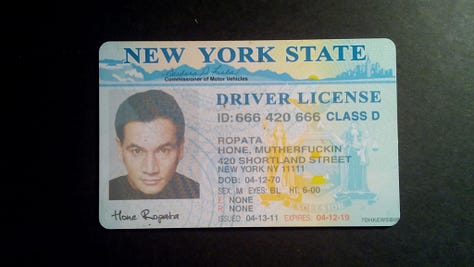 NEW YORK STATE
Commissioner of Motor Vehicles
DRIVER LICENSE
ID: 666 420 666 CLASS D
ROPATA
HONE, MUTHERFUCKIN
420 SHORTLAND STREET
NEW YORK NY 11111
DOB: 04-12-70
SEX: M EYES: BL HT: 6-00
E: NONE
R: NONE
ISSUED: 04-13-11 EXPIRES: 04-12-19
Hone Ropata